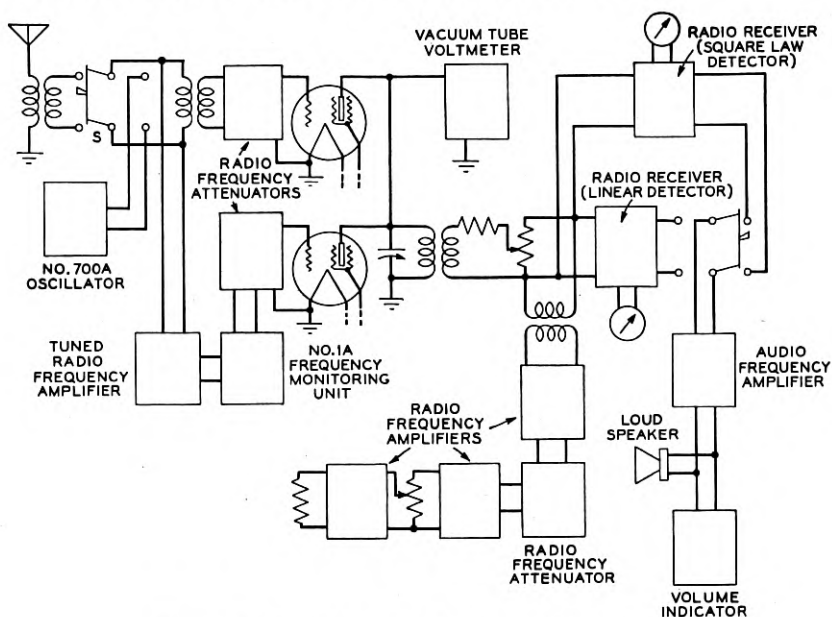 VACUUM TUBE
VOLTMETER
RADIO RECEIVER
(SQUARE LAW
DETECTOR)
S
RADIO
FREQUENCY
ATTENUATORS
RADIO RECEIVER
(LINEAR DETECTOR)
NO.700A
OSCILLATOR
TUNED
RADIO
FREQUENCY
AMPLIFIER
NO.1A
FREQUENCY
MONITORING
UNIT
AUDIO
FREQUENCY
AMPLIFIER
RADIO
FREQUENCY
AMPLIFIERS
LOUD
SPEAKER
RADIO
FREQUENCY
ATTENUATOR
VOLUME
INDICATOR